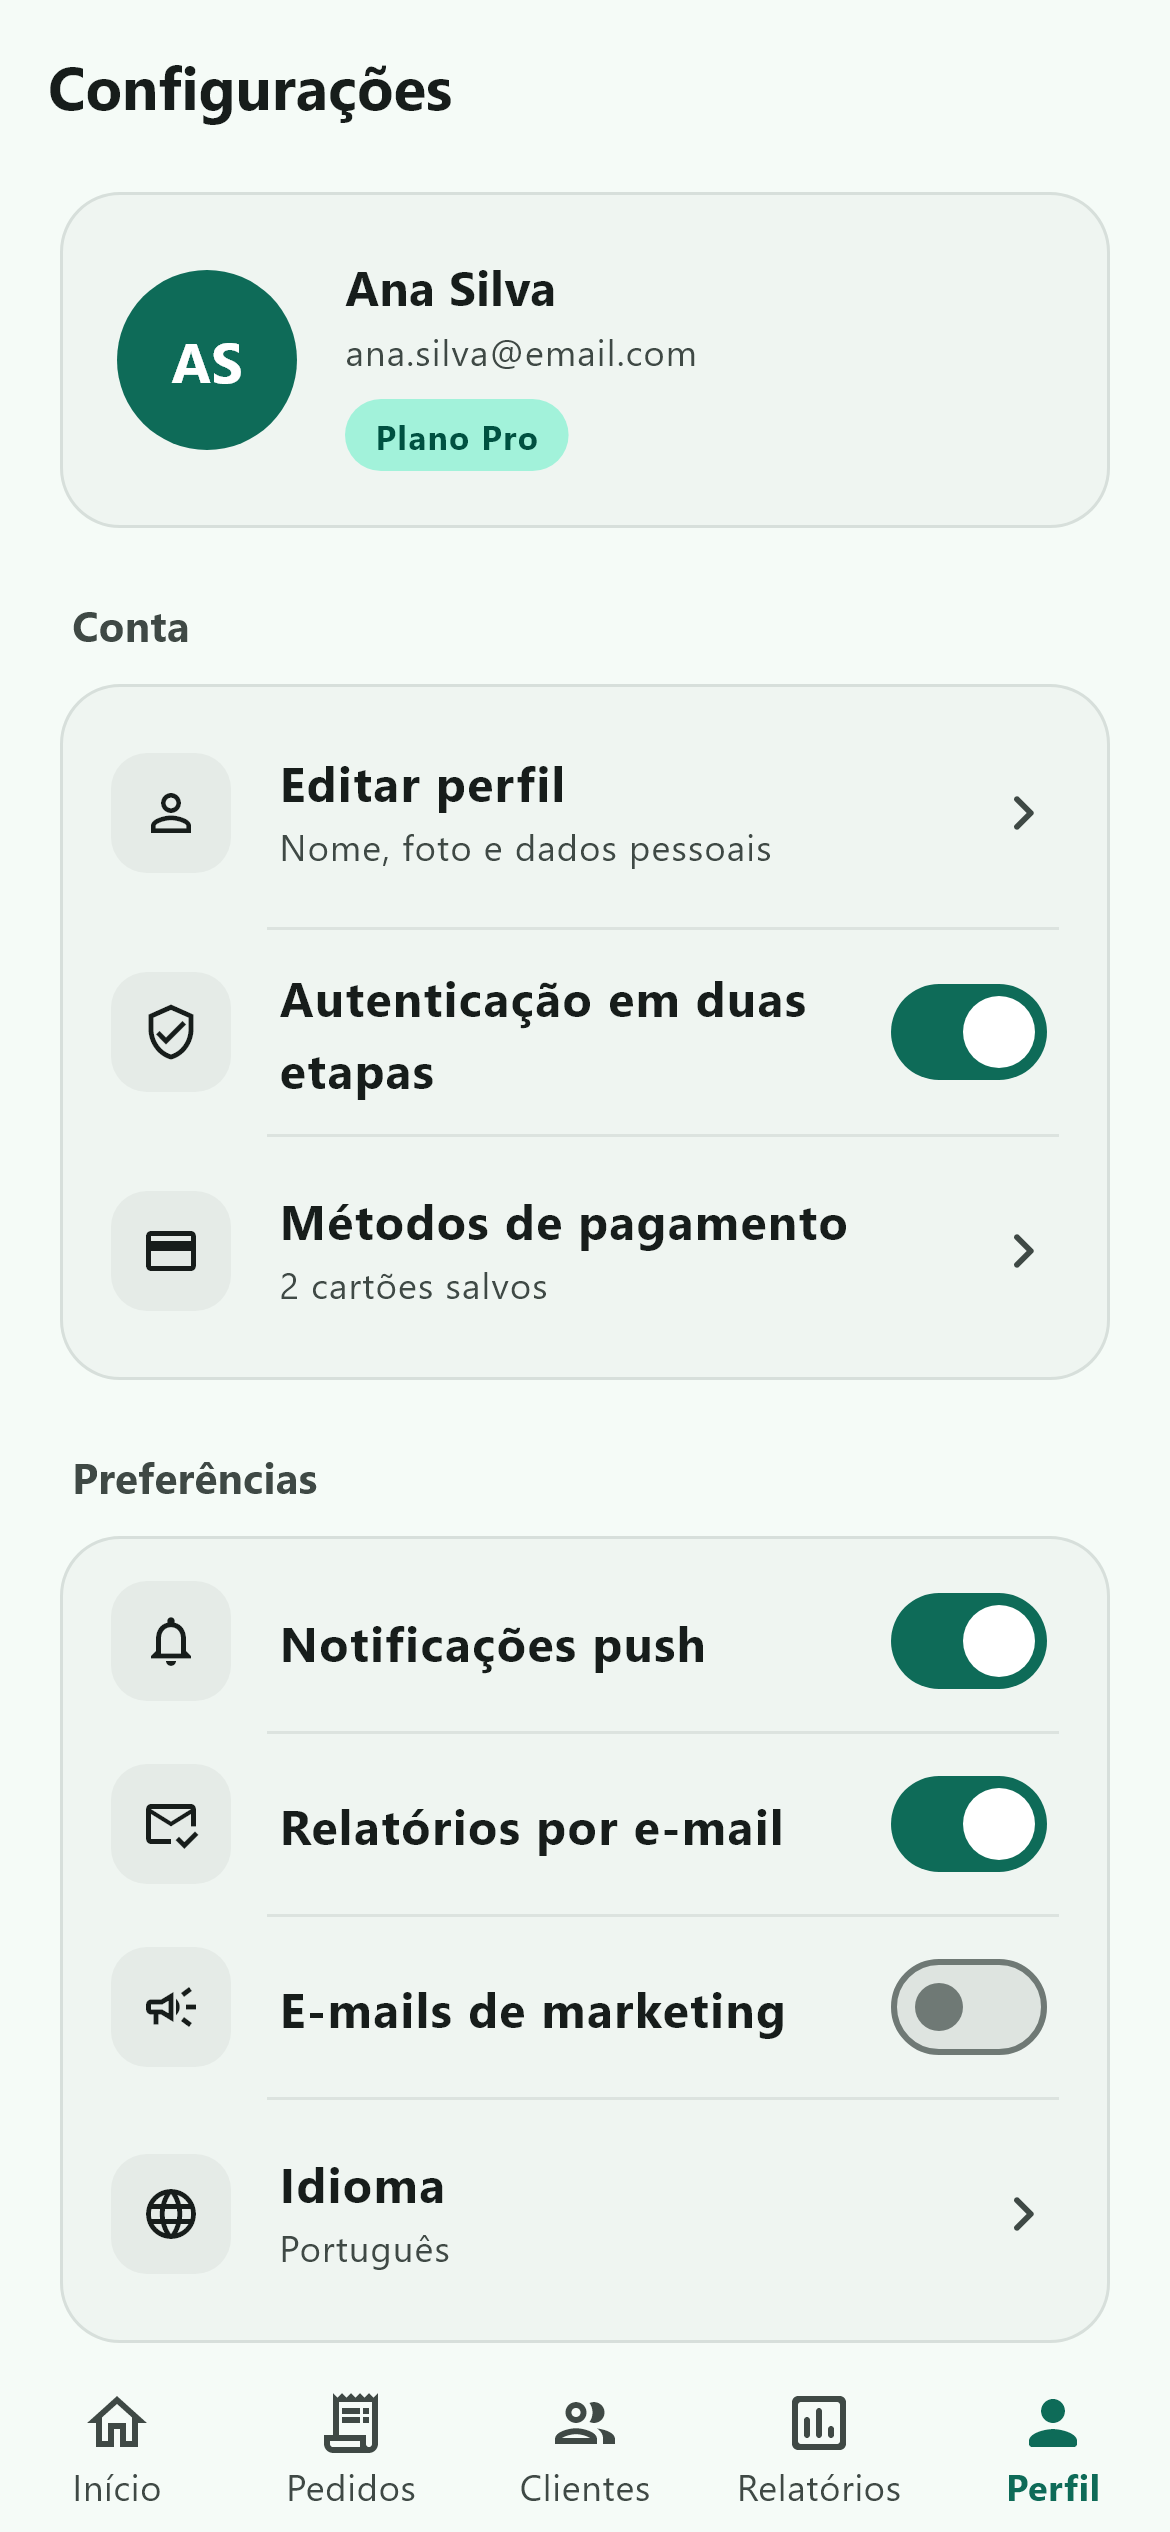 Configurações
AS
Ana Silva
ana.silva@email.com
Plano Pro
Conta
Editar perfil
Nome, foto e dados pessoais
Autenticação em duas
etapas
Métodos de pagamento
2 cartões salvos
Preferências
Notificações push
Relatórios por e-mail
E-mails de marketing
Idioma
Português
Início
Pedidos
Clientes
Relatórios
Perfil